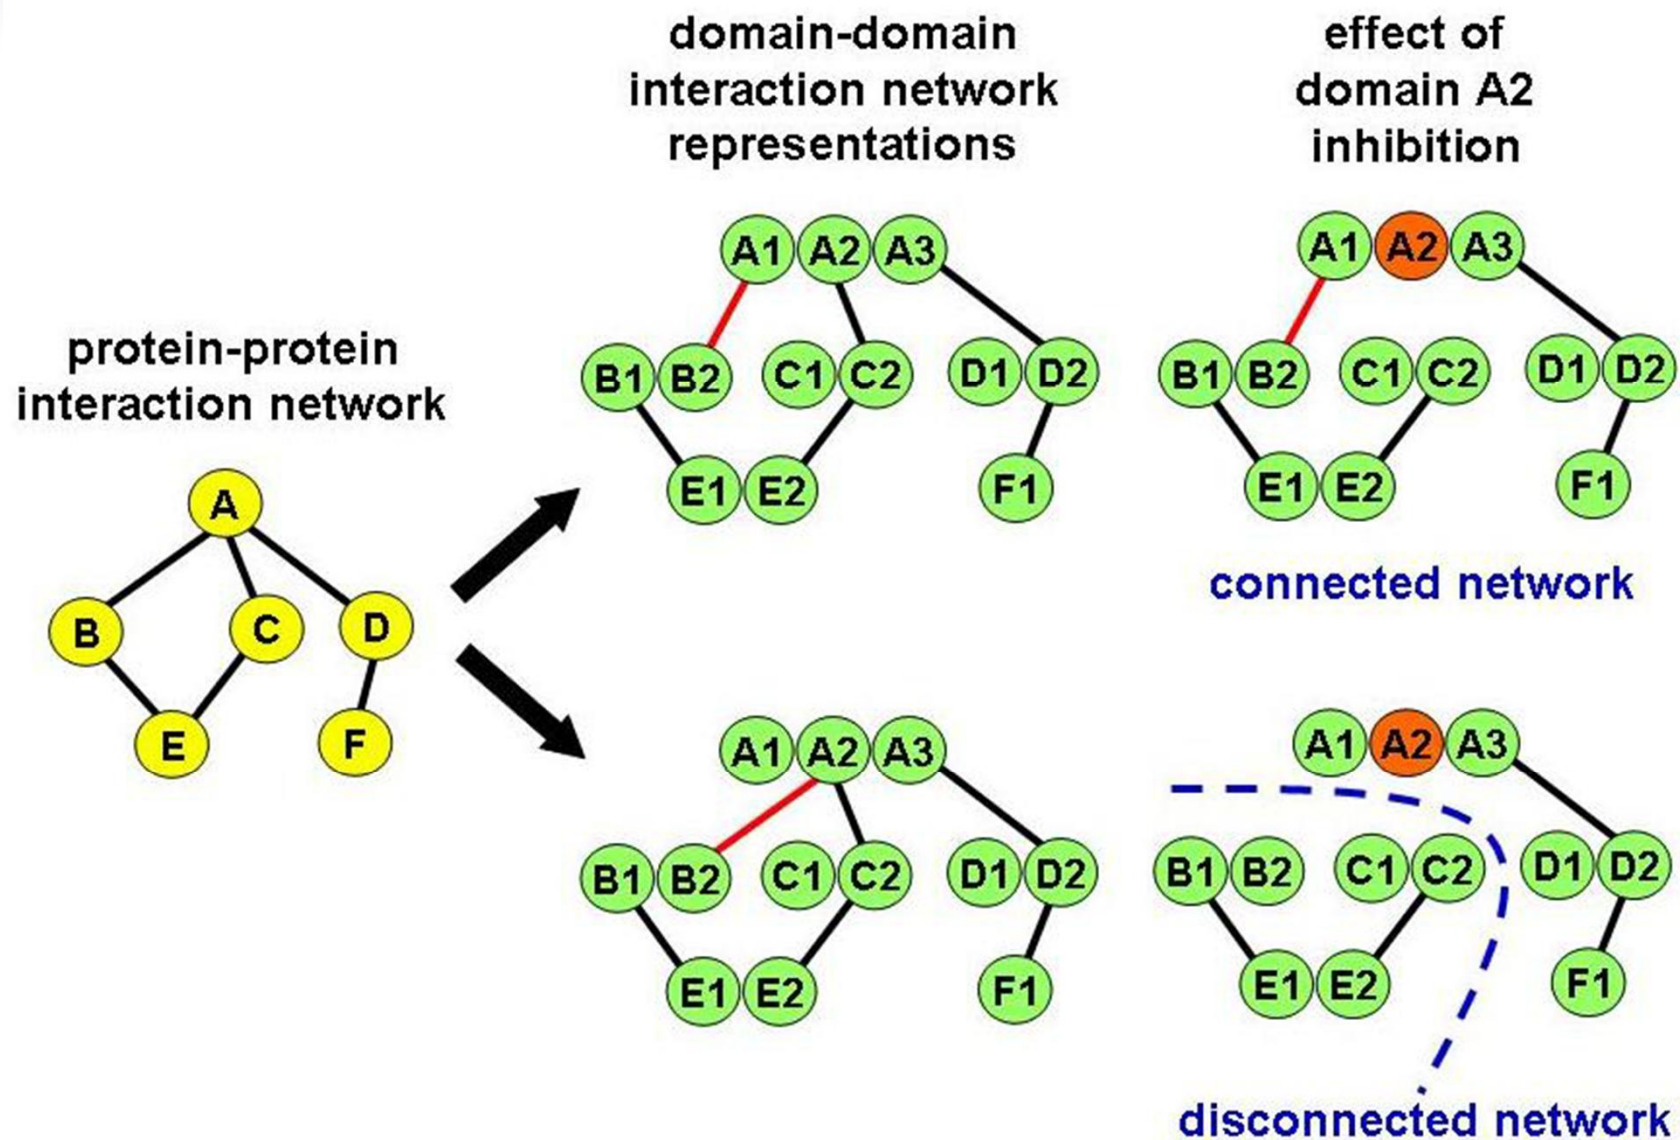 domain-domain
interaction network
representations
effect of
domain A2
inhibition
protein-protein
interaction network
A
B
C
D
E
F
A1 A2 A3
B1 B2 C1 C2 D1 D2
E1 E2 F1
A1 A2 A3
B1 B2 C1 C2 D1 D2
E1 E2 F1
connected network
A1 A2 A3
B1 B2 C1 C2 D1 D2
E1 E2 F1
A1 A2 A3
B1 B2 C1 C2 D1 D2
E1 E2 F1
disconnected network